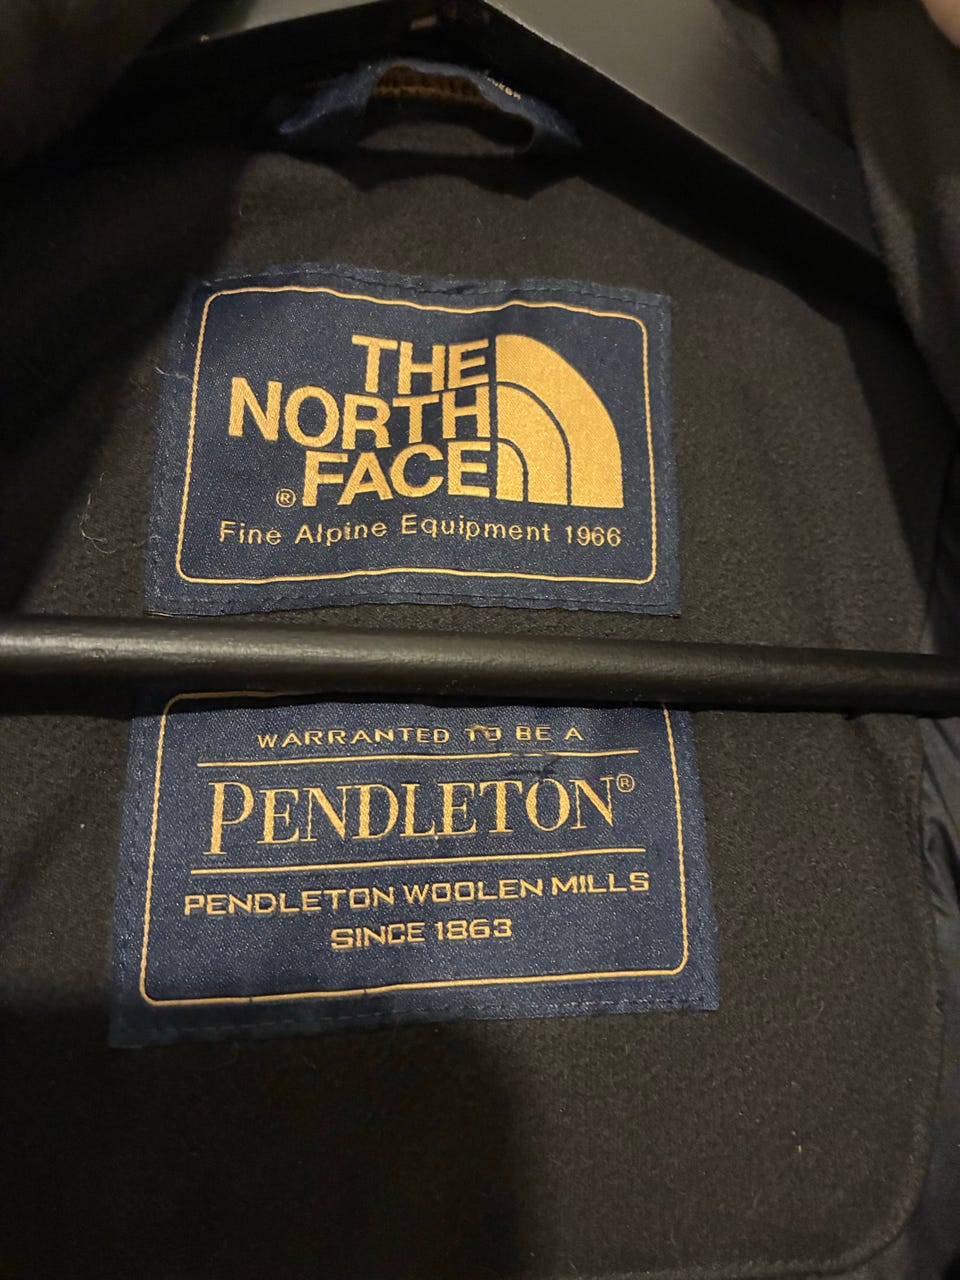 THE
NORTH
FACE
®
Fine Alpine Equipment 1966
WARRANTED TO BE A
PENDLETON®
PENDLETON WOOLEN MILLS
SINCE 1863